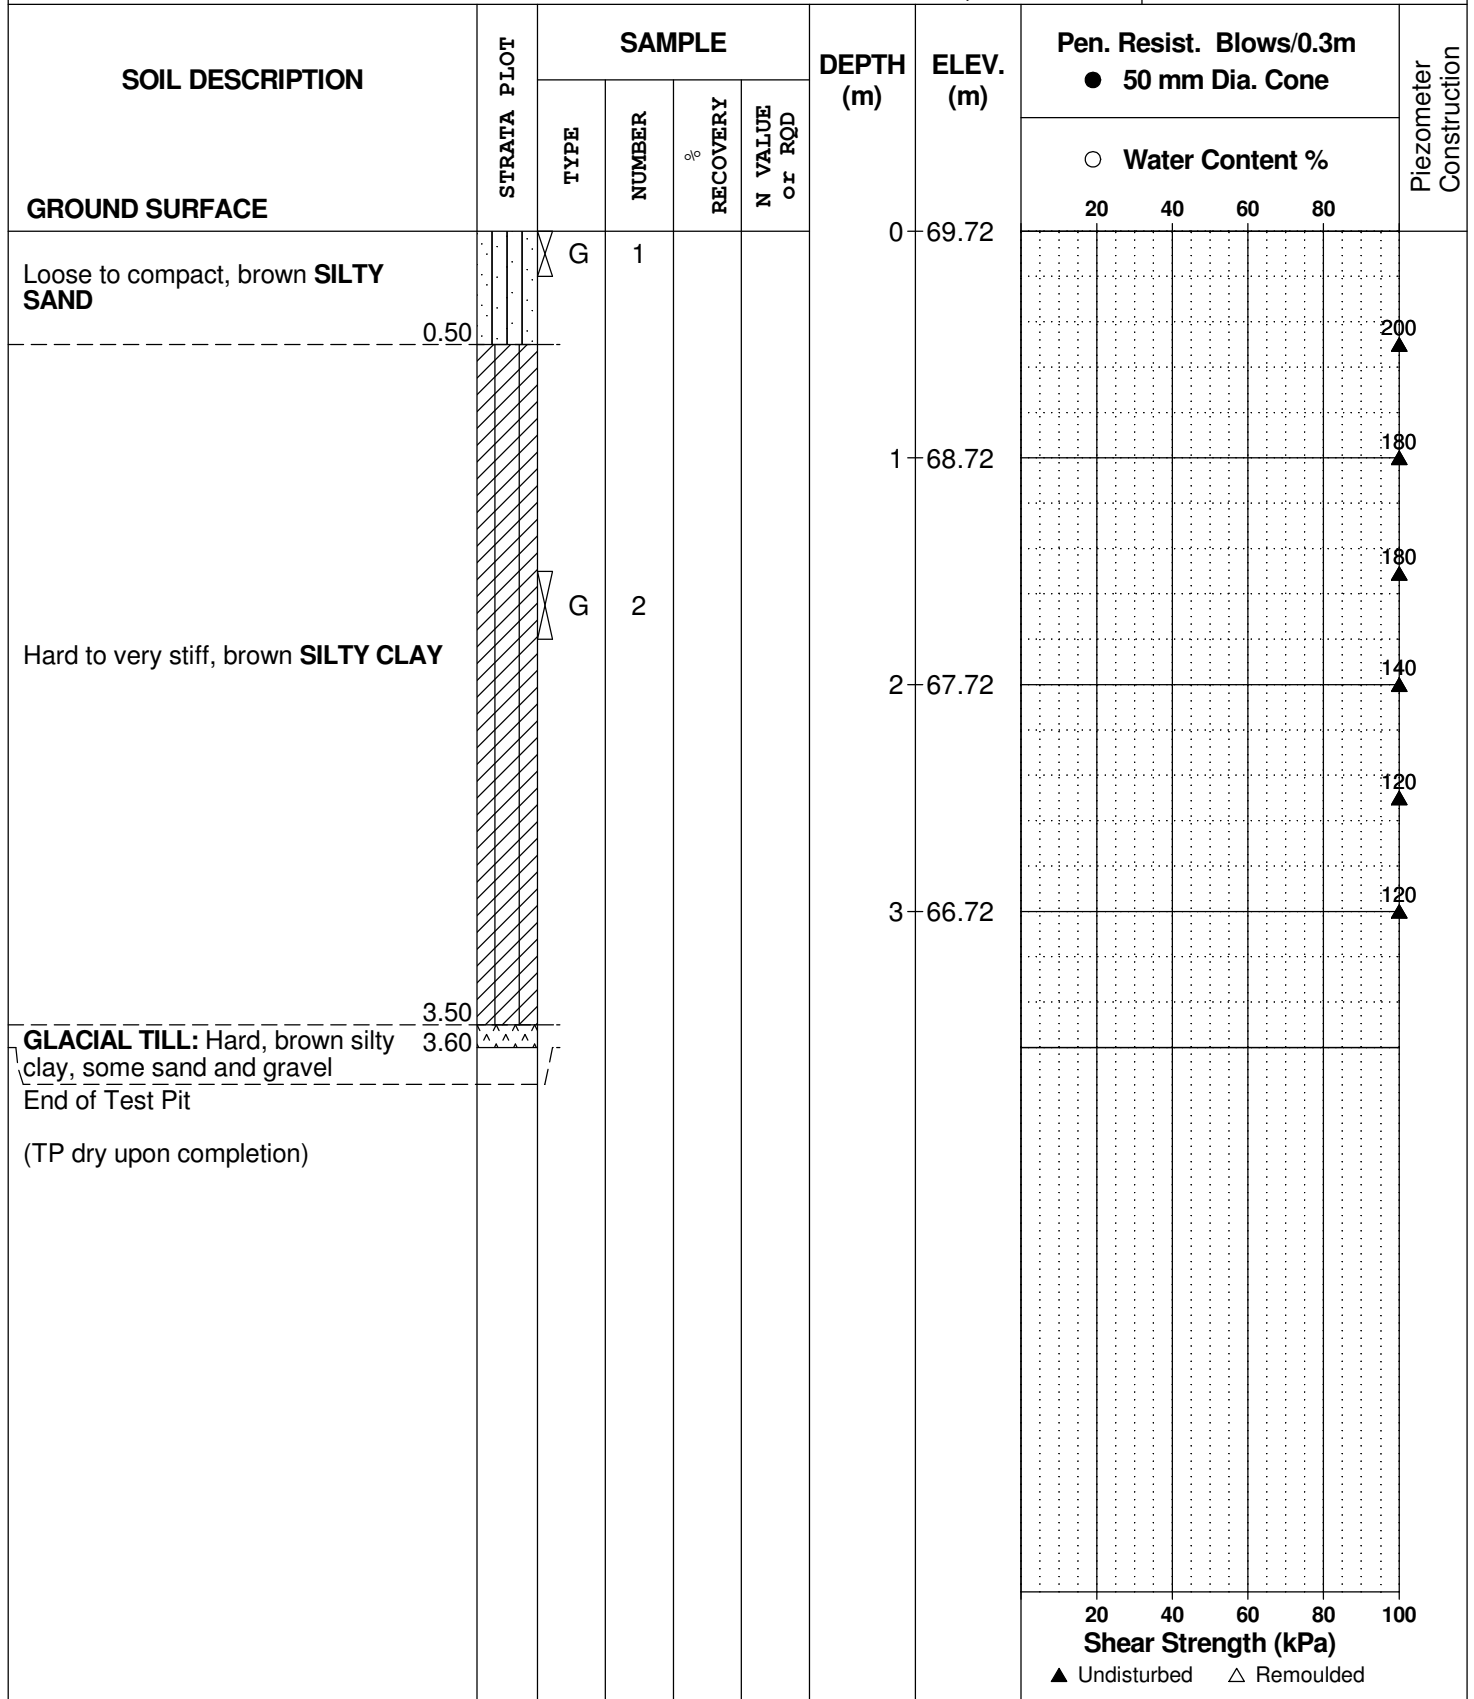 SOIL DESCRIPTION
GROUND SURFACE
STRATA PLOT
SAMPLE
TYPE
NUMBER
%
RECOVERY
N VALUE
or RQD
DEPTH
(m)
ELEV.
(m)
Pen. Resist. Blows/0.3m
● 50 mm Dia. Cone
○ Water Content %
20 40 60 80
Piezometer
Construction
0 69.72
G 1
Loose to compact, brown SILTY
SAND
0.50
200
180
1 68.72
180
G 2
Hard to very stiff, brown SILTY CLAY
140
2 67.72
120
120
3 66.72
3.50
GLACIAL TILL: Hard, brown silty
3.60
clay, some sand and gravel
End of Test Pit
(TP dry upon completion)
20 40 60 80 100
Shear Strength (kPa)
▲ Undisturbed △ Remoulded